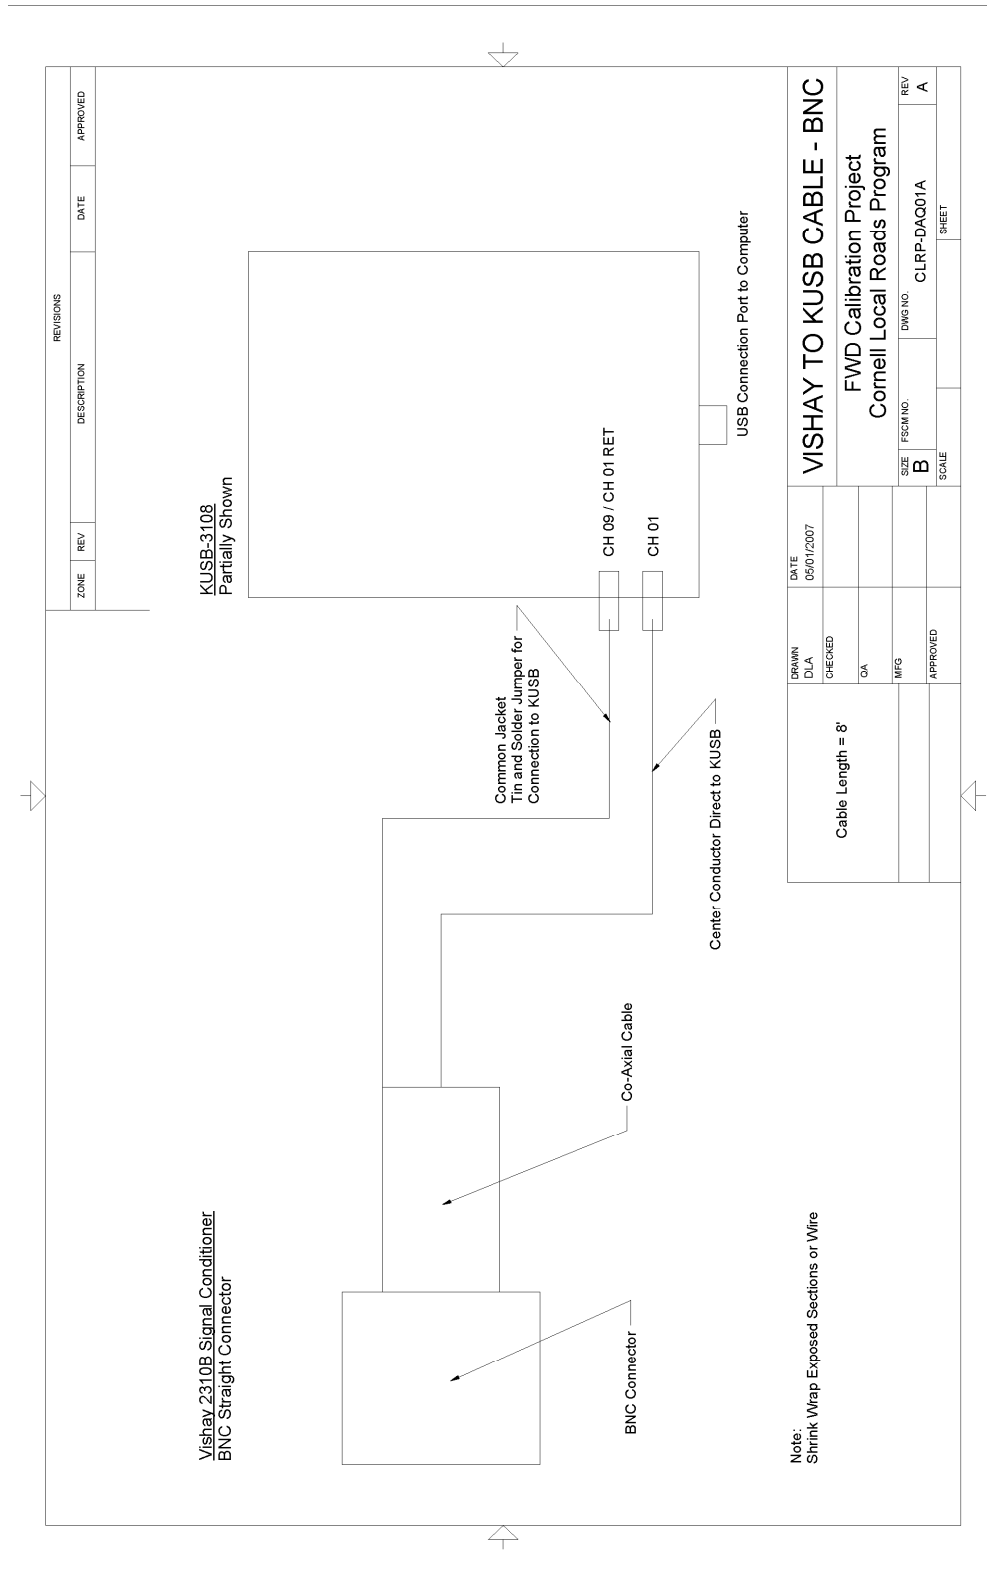 REVISIONS
ZONE REV DESCRIPTION DATE APPROVED
Vishay 2310B Signal Conditioner
BNC Straight Connector
KUSB-3108
Partially Shown
Common Jacket
Tin and Solder Jumper for
Connection to KUSB
CH 09 / CH 01 RET
CH 01
BNC Connector
Co-Axial Cable
Center Conductor Direct to KUSB
USB Connection Port to Computer
Note:
Shrink Wrap Exposed Sections or Wire
Cable Length = 8'
DRAWN
DLA
DATE
05/01/2007
CHECKED
QA
MFG
APPROVED
VISHAY TO KUSB CABLE - BNC
FWD Calibration Project
Cornell Local Roads Program
SIZE
B
FSCM NO.
DWG NO.
CLRP-DAQ01A
REV
A
SCALE
SHEET